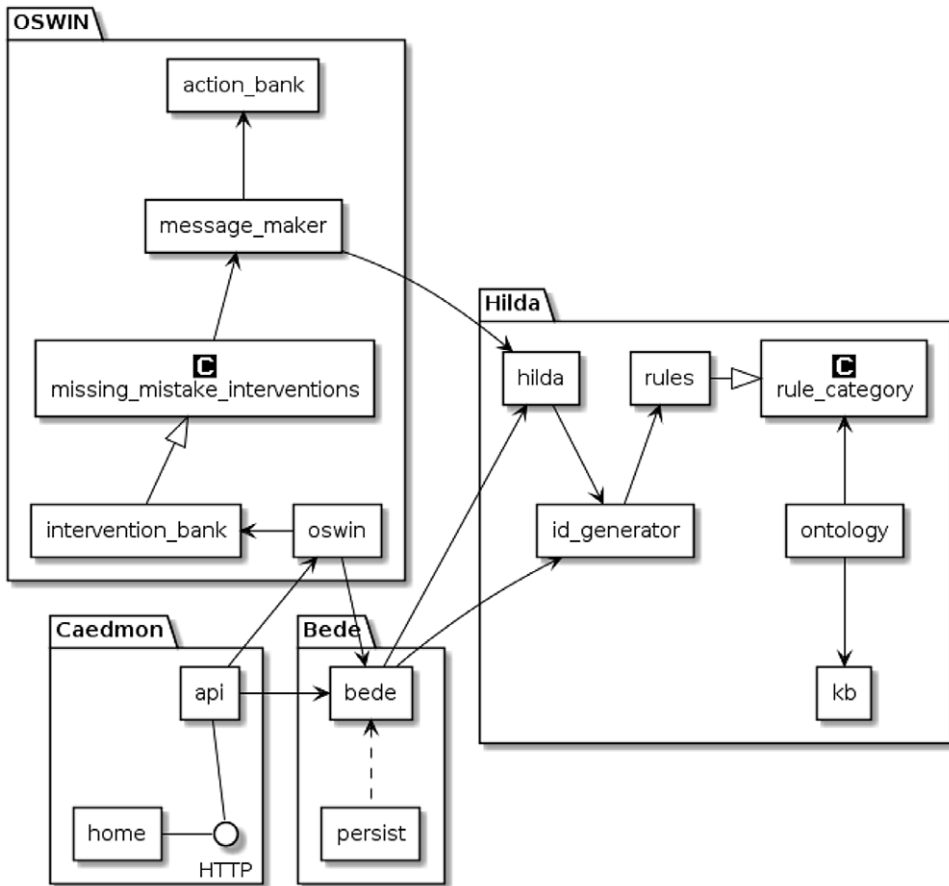 OSWIN
action_bank
message_maker
C
missing_mistake_interventions
intervention_bank
oswin
Hilda
hilda
rules
C
rule_category
id_generator
ontology
kb
Caedmon
api
home
HTTP
Bede
bede
persist